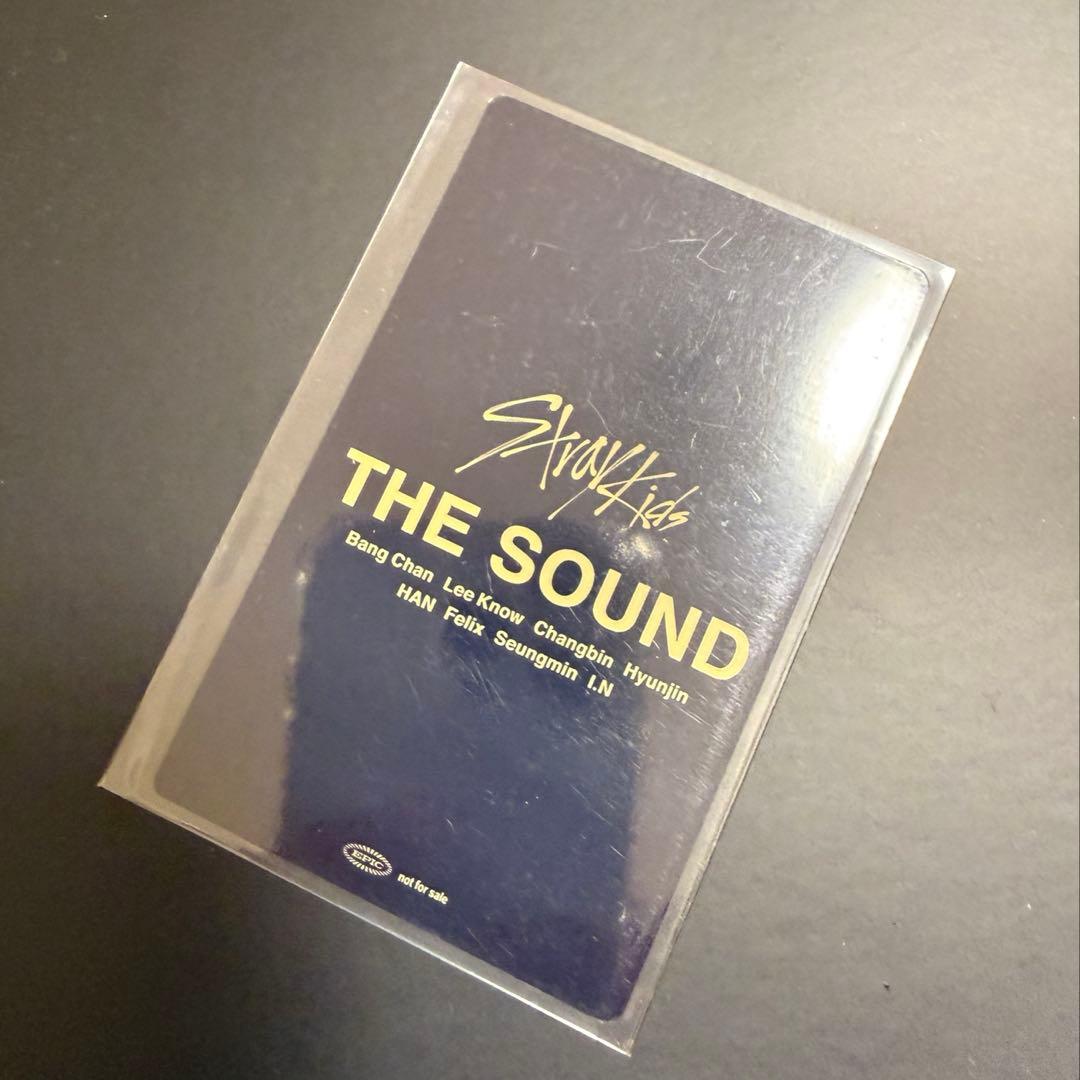 Stray Kids
THE SOUND
Bang Chan Lee Know Changbin Hyunjin
HAN Felix Seungmin I.N
EPIC
not for sale